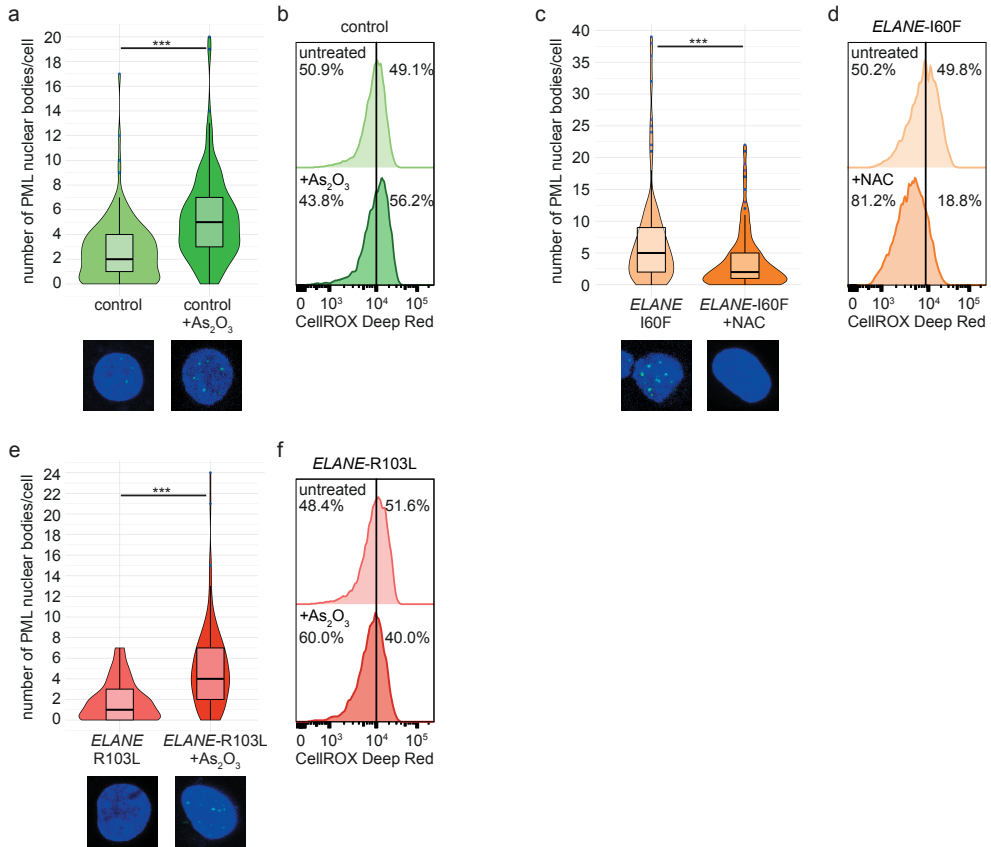 a
number of PML nuclear bodies/cell
20
18
16
14
12
10
8
6
4
2
0
***
control
control
+As₂O₃
b
control
untreated
50.9%
49.1%
+As₂O₃
43.8%
56.2%
0
10³
10⁴
10⁵
CellROX Deep Red
c
number of PML nuclear bodies/cell
40
35
30
25
20
15
10
5
0
***
ELANE
I60F
ELANE-I60F
+NAC
d
ELANE-I60F
untreated
50.2%
49.8%
+NAC
81.2%
18.8%
0
10³
10⁴
10⁵
CellROX Deep Red
e
number of PML nuclear bodies/cell
24
22
20
18
16
14
12
10
8
6
4
2
0
***
ELANE
R103L
ELANE-R103L
+As₂O₃
f
ELANE-R103L
untreated
48.4%
51.6%
+As₂O₃
60.0%
40.0%
0
10³
10⁴
10⁵
CellROX Deep Red